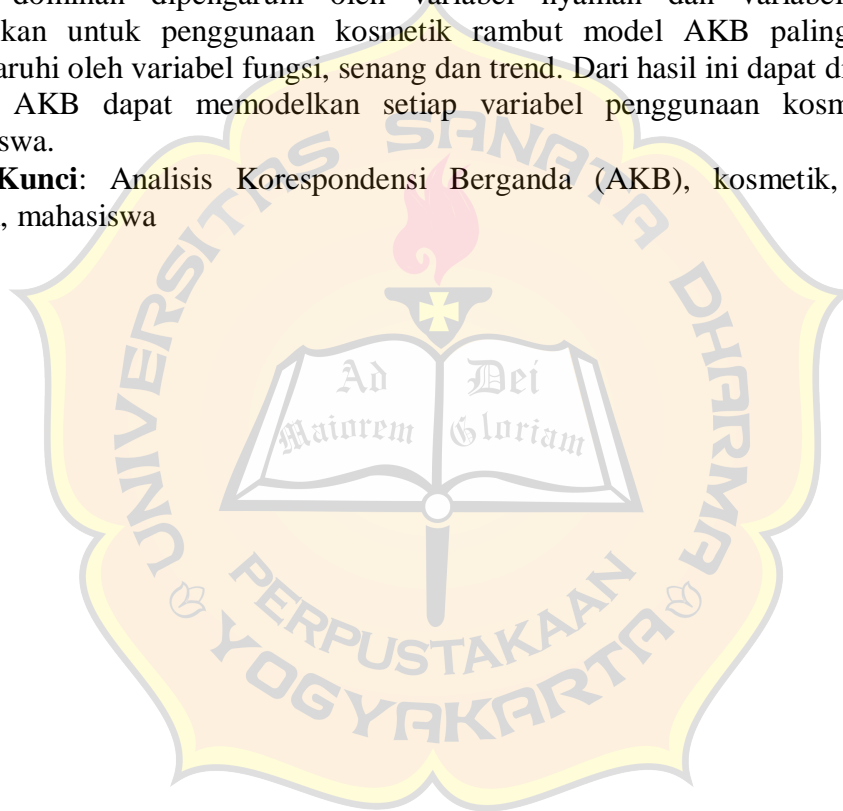 dominan dipengaruhi oleh variabel nyaman dan variabel
kan untuk penggunaan kosmetik rambut model AKB paling
aruhi oleh variabel fungsi, senang dan trend. Dari hasil ini dapat di
AKB dapat memodelkan setiap variabel penggunaan kosm
iswa.
Kunci: Analisis Korespondensi Berganda (AKB), kosmetik,
, mahasiswa
UNIVERSITAS SANATA DHARMA
Ad
Maiorem
Dei
Gloriam
PERPUSTAKAAN
YOGYAKARTA